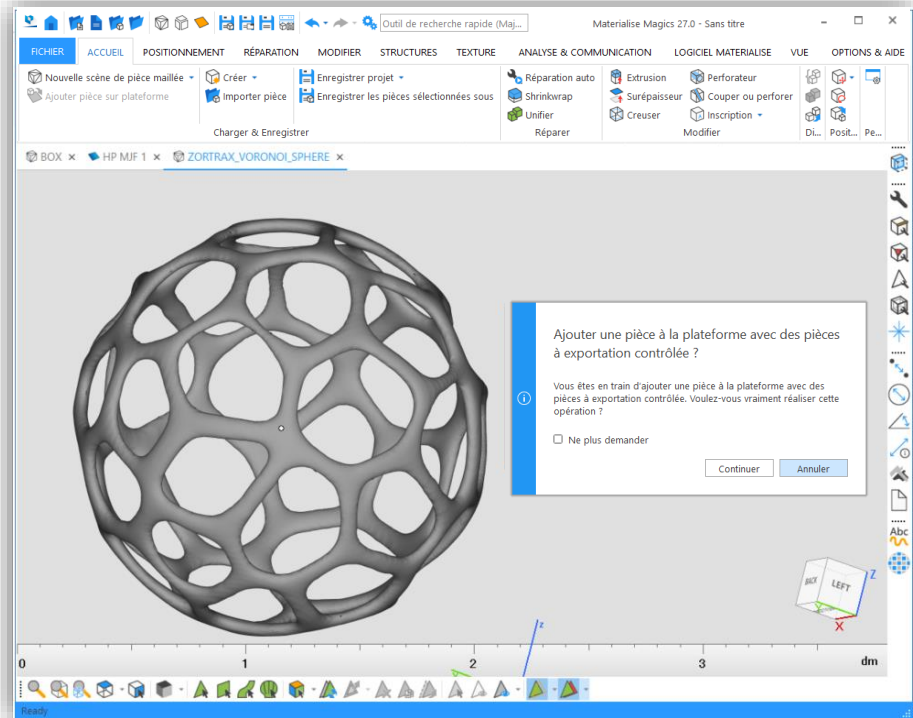 Outil de recherche rapide (Maj...
Materialise Magics 27.0 - Sans titre
FICHIER ACCUEIL POSITIONNEMENT RÉPARATION MODIFIER STRUCTURES TEXTURE ANALYSE & COMMUNICATION LOGICIEL MATERIALISE VUE OPTIONS & AIDE
Nouvelle scène de pièce maillée Créer Enregistrer projet Réparation auto Extrusion Perforateur
Ajouter pièce sur plateforme Importer pièce Enregistrer les pièces sélectionnées sous Shrinkwrap Surépaisseur Couper ou perforer
Unifier Creuser Inscription
Charger & Enregistrer Réparer Modifier Di... Posit... Pe...
BOX HP MJF 1 ZORTRAX_VORONOI_SPHERE
Ajouter une pièce à la plateforme avec des pièces
à exportation contrôlée ?
Vous êtes en train d'ajouter une pièce à la plateforme avec des
pièces à exportation contrôlée. Voulez-vous vraiment réaliser cette
opération ?
Ne plus demander
Continuer Annuler
Abc
BACK LEFT Z
X
z
0 1 2 3 dm
Ready